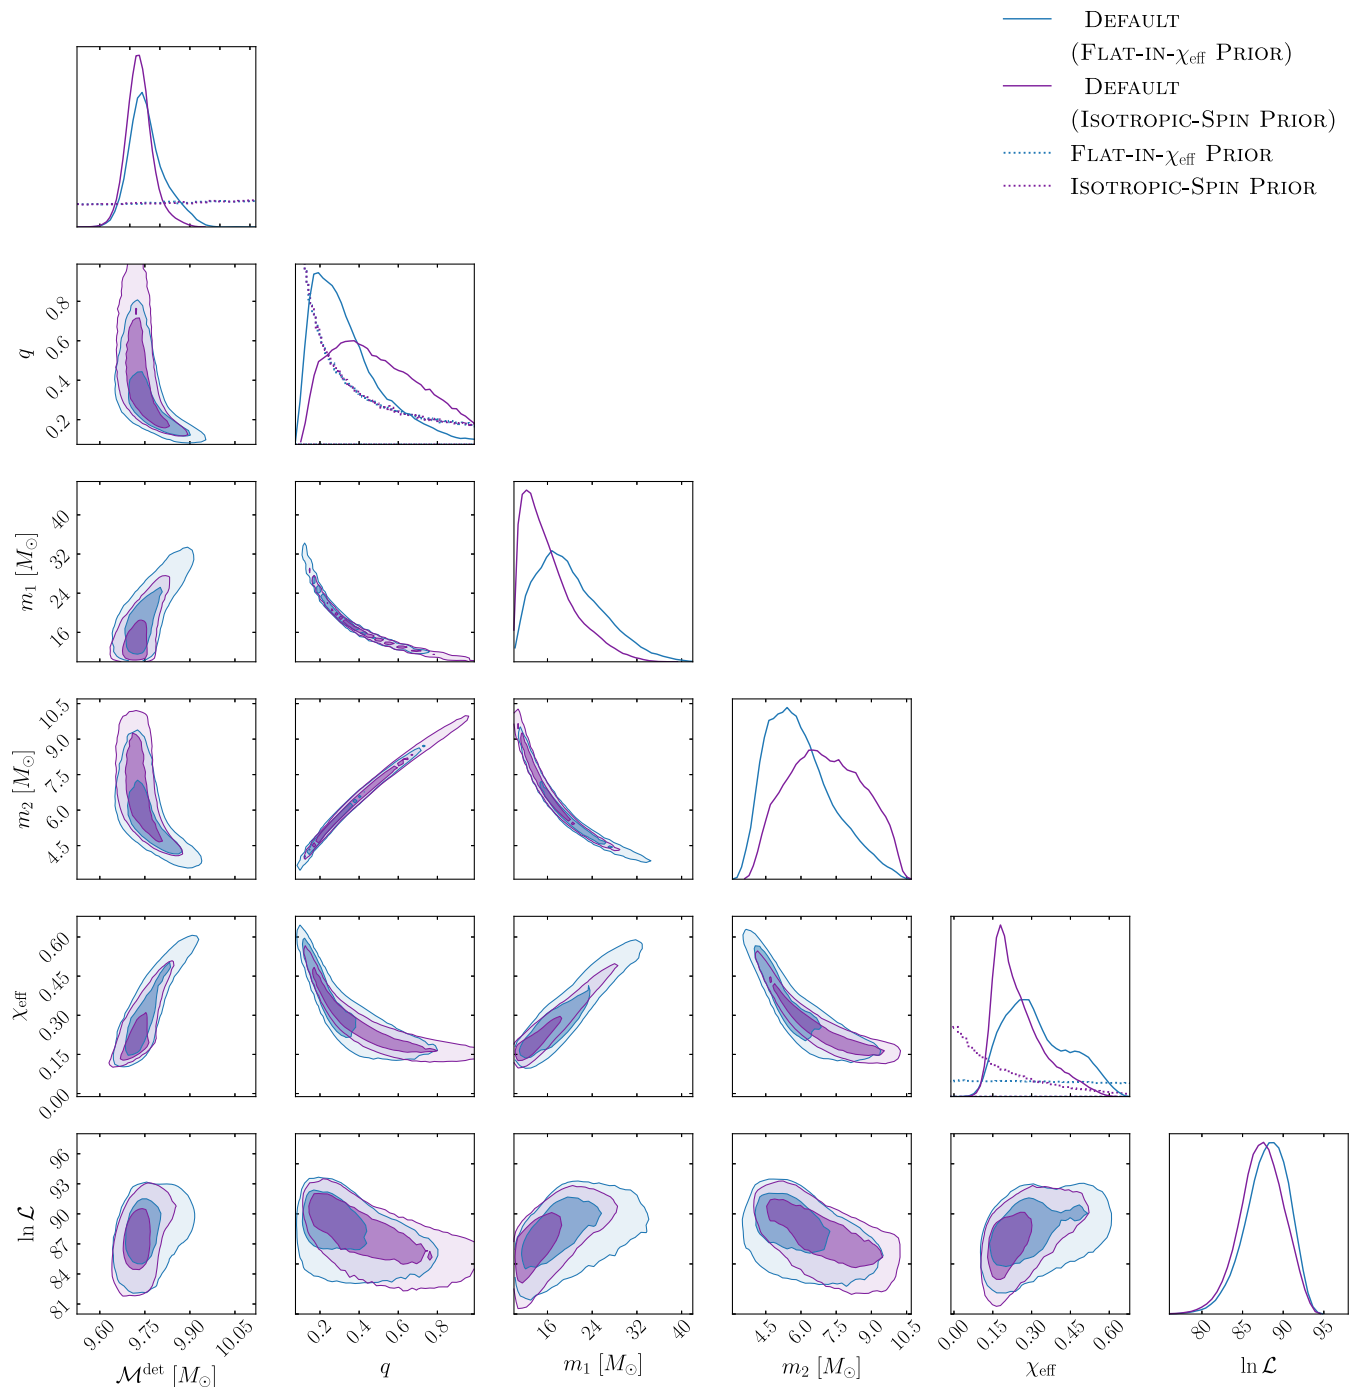 DEFAULT
(FLAT-IN-χeff PRIOR)
DEFAULT
(ISOTROPIC-SPIN PRIOR)
FLAT-IN-χeff PRIOR
ISOTROPIC-SPIN PRIOR
q
0.8
0.6
0.4
0.2
m1 [M⊙]
40
32
24
16
m2 [M⊙]
10.5
9.0
7.5
6.0
4.5
χeff
0.60
0.45
0.30
0.15
0.00
ln ℒ
96
93
90
87
84
81
9.60 9.75 9.90 10.05
0.2 0.4 0.6 0.8
16 24 32 40
4.5 6.0 7.5 9.0 10.5
0.00 0.15 0.30 0.45 0.60
80 85 90 95
ℳdet [M⊙] q m1 [M⊙] m2 [M⊙] χeff ln ℒ